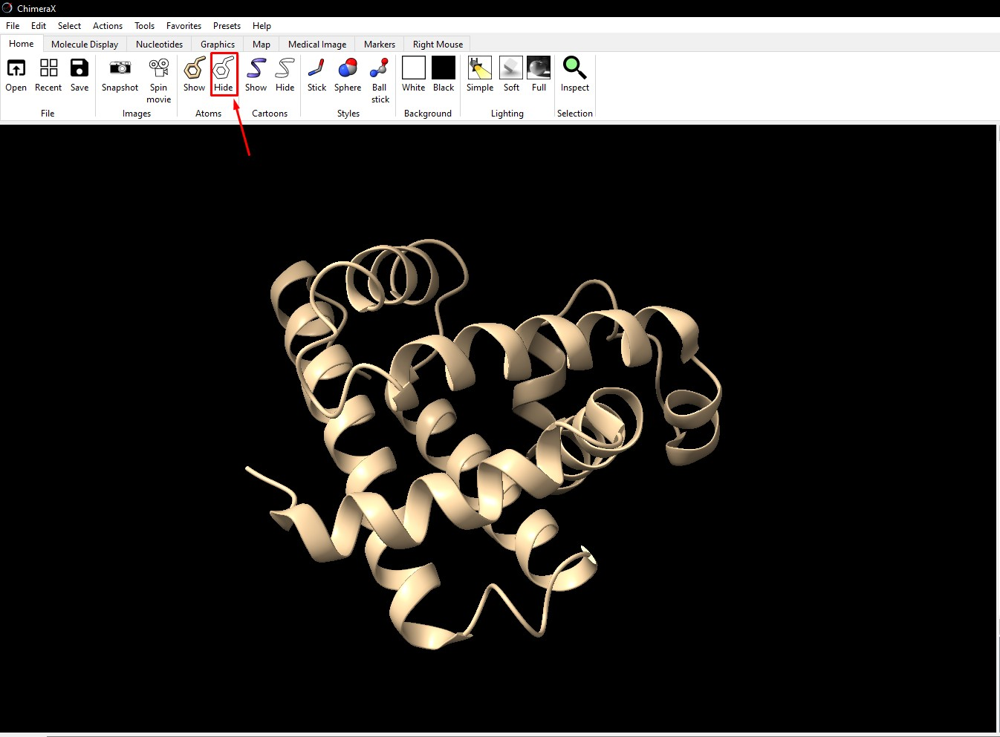 ChimeraX
File Edit Select Actions Tools Favorites Presets Help
Home Molecule Display Nucleotides Graphics Map Medical Image Markers Right Mouse
Open Recent Save Snapshot Spin movie Show Hide Show Hide Stick Sphere Ball stick White Black Simple Soft Full Inspect
File Images Atoms Cartoons Styles Background Lighting Selection